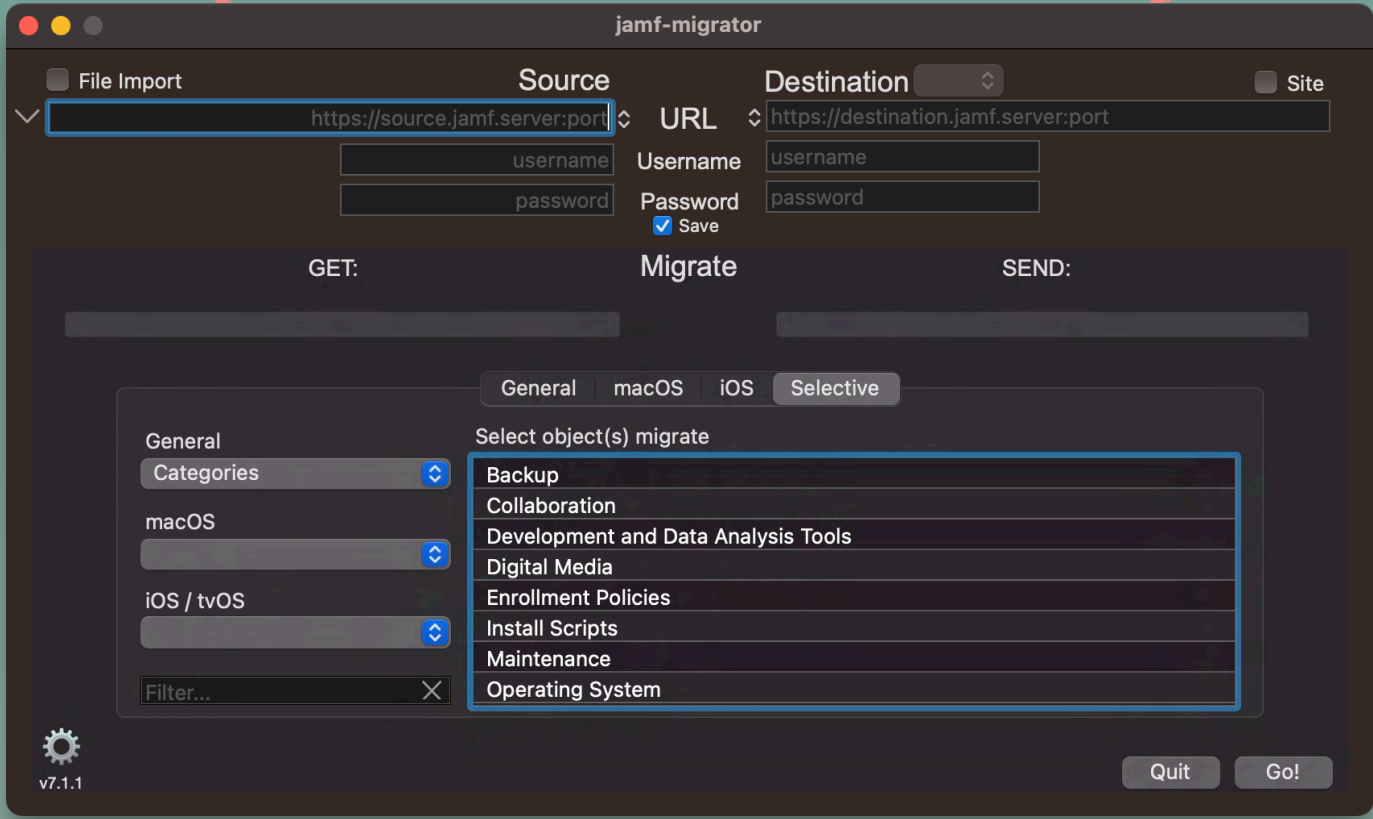 jamf-migrator
File Import
Source
Destination
Site
https://source.jamf.server:port
URL
https://destination.jamf.server:port
username
Username
username
password
Password
password
Save
GET:
Migrate
SEND:
General
macOS
iOS
Selective
General
Categories
macOS
iOS / tvOS
Filter...
Select object(s) migrate
Backup
Collaboration
Development and Data Analysis Tools
Digital Media
Enrollment Policies
Install Scripts
Maintenance
Operating System
v7.1.1
Quit
Go!